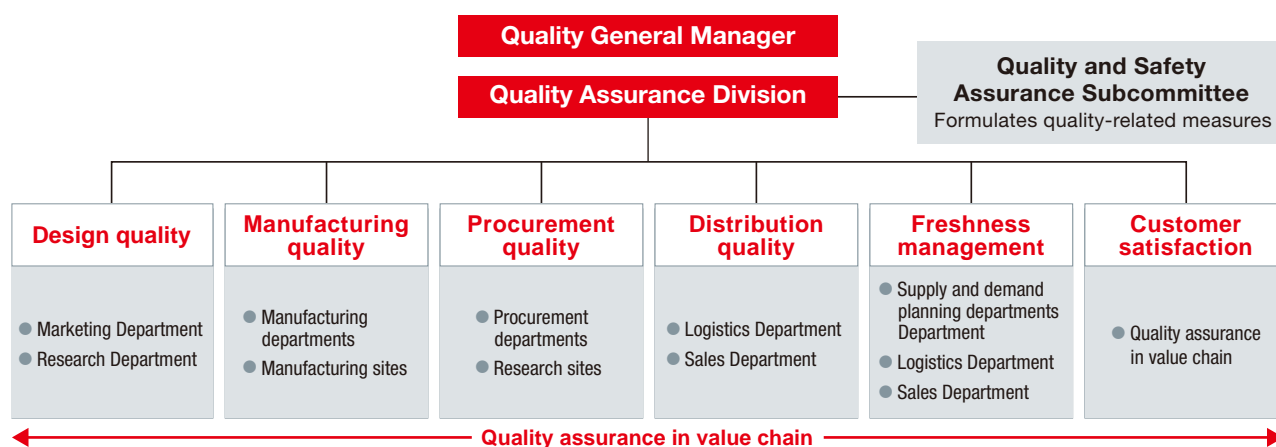 Quality General Manager
Quality Assurance Division
Quality and Safety
Assurance Subcommittee
Formulates quality-related measures
Design quality
● Marketing Department
● Research Department
Manufacturing
quality
● Manufacturing
departments
● Manufacturing sites
Procurement
quality
● Procurement
departments
● Research sites
Distribution
quality
● Logistics Department
● Sales Department
Freshness
management
● Supply and demand
planning departments
Department
● Logistics Department
● Sales Department
Customer
satisfaction
● Quality assurance
in value chain
Quality assurance in value chain